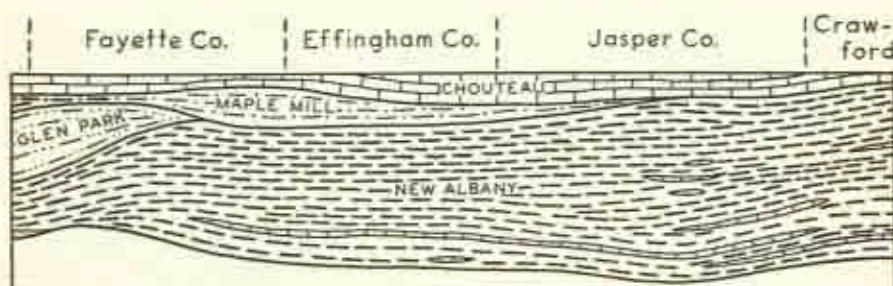 Fayette Co. Effingham Co. Jasper Co. Craw-
ford
CHOUTEAU
MAPLE MILL
GLEN PARK
NEW ALBANY